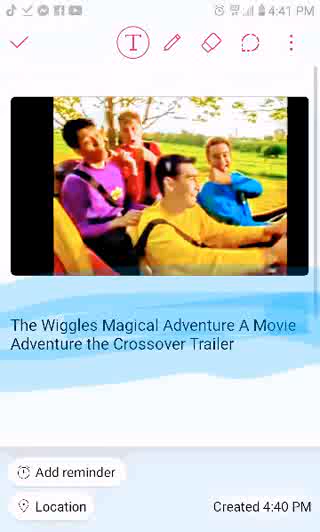 4:41 PM
T
The Wiggles Magical Adventure A Movie
Adventure the Crossover Trailer
Add reminder
Location
Created 4:40 PM